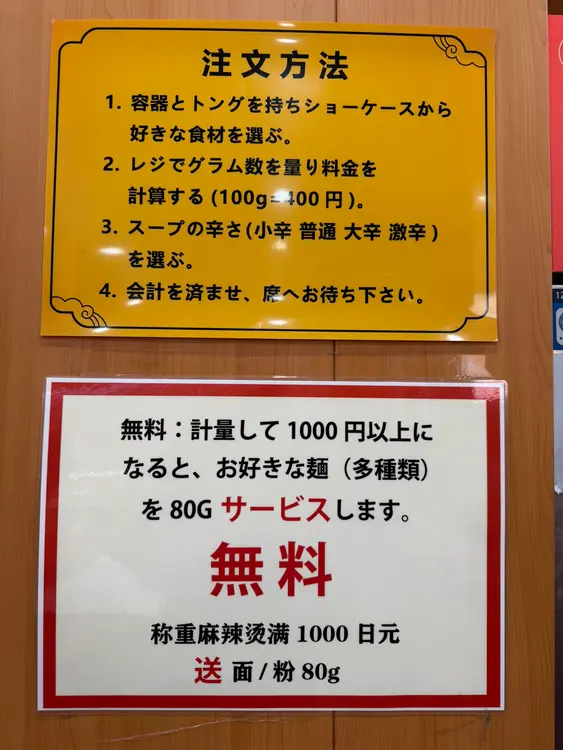 注文方法
1. 容器とトングを持ちショーケースから
好きな食材を選ぶ。
2. レジでグラム数を量り料金を
計算する (100g=400 円 )。
3. スープの辛さ(小辛 普通 大辛 激辛 )
を選ぶ。
4. 会計を済ませ、席へお待ち下さい。
無料：計量して 1000 円以上に
なると、お好きな麺（多種類）
を 80G サービスします。
無料
称重麻辣烫满 1000 日元
送 面 / 粉 80g